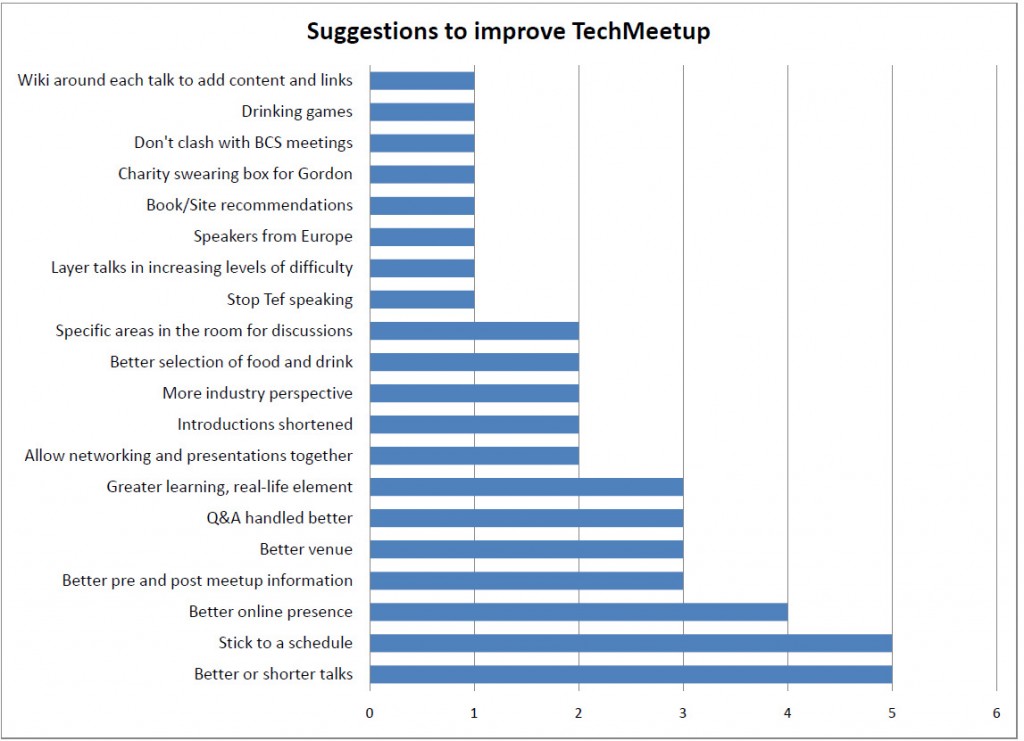 Suggestions to improve TechMeetup
Wiki around each talk to add content and links
Drinking games
Don't clash with BCS meetings
Charity swearing box for Gordon
Book/Site recommendations
Speakers from Europe
Layer talks in increasing levels of difficulty
Stop Tef speaking
Specific areas in the room for discussions
Better selection of food and drink
More industry perspective
Introductions shortened
Allow networking and presentations together
Greater learning, real-life element
Q&A handled better
Better venue
Better pre and post meetup information
Better online presence
Stick to a schedule
Better or shorter talks
0 1 2 3 4 5 6